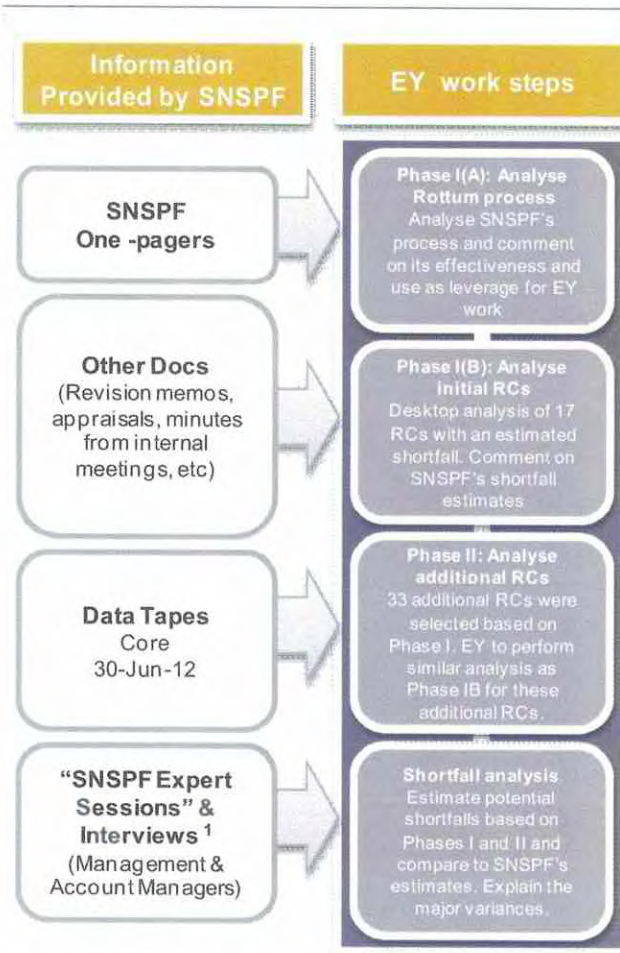 Information
Provided by SNSPF
EY work steps
SNSPF
One -pagers
Phase I(A): Analyse
Rottum process
Analyse SNSPF's
process and comment
on its effectiveness and
use as leverage for EY
work
Other Docs
(Revision memos,
appraisals, minutes
from internal
meetings, etc)
Phase I(B): Analyse
initial RCs
Desktop analysis of 17
RCs with an estimated
shortfall. Comment on
SNSPF's shortfall
estimates
Data Tapes
Core
30-Jun-12
Phase II: Analyse
additional RCs
33 additional RCs were
selected based on
Phase I. EY to perform
similar analysis as
Phase IB for these
additional RCs.
"SNSPF Expert
Sessions" &
Interviews 1
(Management &
Account Managers)
Shortfall analysis
Estimate potential
shortfalls based on
Phases I and II and
compare to SNSPF's
estimates. Explain the
major variances.